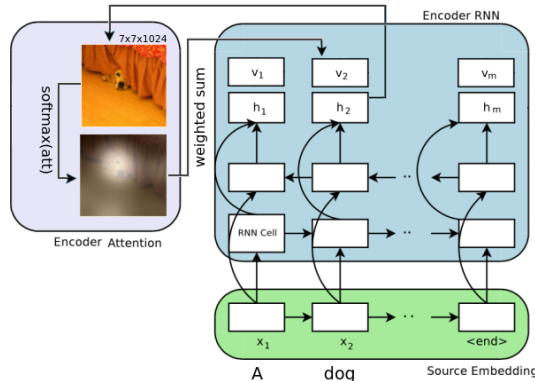 7x7x1024
softmax(att)
Encoder Attention
weighted sum
Encoder RNN
v1
v2
vm
h1
h2
hm
..
RNN Cell
..
..
x1
x2
<end>
Source Embedding
A
dog